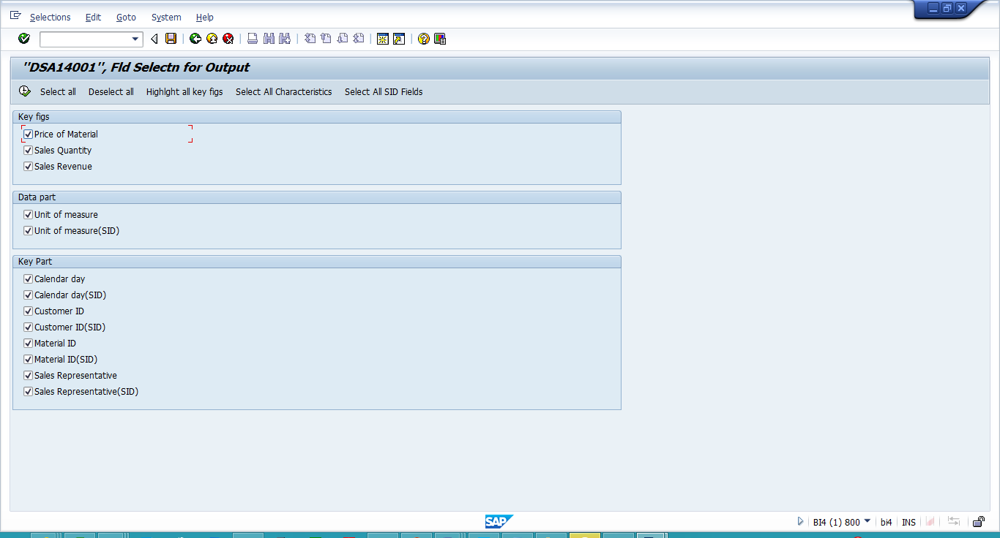 Selections Edit Goto System Help
"DSA14001", Fld Selectn for Output
Select all Deselect all Highlght all key figs Select All Characteristics Select All SID Fields
Key figs
Price of Material
Sales Quantity
Sales Revenue
Data part
Unit of measure
Unit of measure(SID)
Key Part
Calendar day
Calendar day(SID)
Customer ID
Customer ID(SID)
Material ID
Material ID(SID)
Sales Representative
Sales Representative(SID)
SAP
BI4 (1) 800 bi4 INS